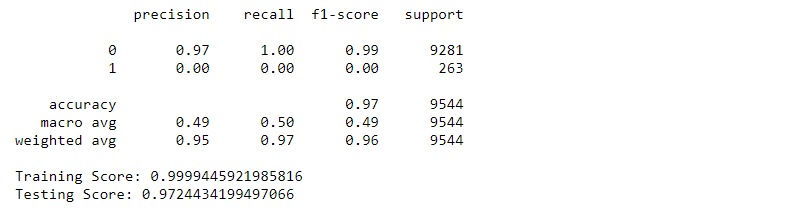 precision recall f1-score support
0 0.97 1.00 0.99 9281
1 0.00 0.00 0.00 263
accuracy 0.97 9544
macro avg 0.49 0.50 0.49 9544
weighted avg 0.95 0.97 0.96 9544
Training Score: 0.9999445921985816
Testing Score: 0.9724434199497066